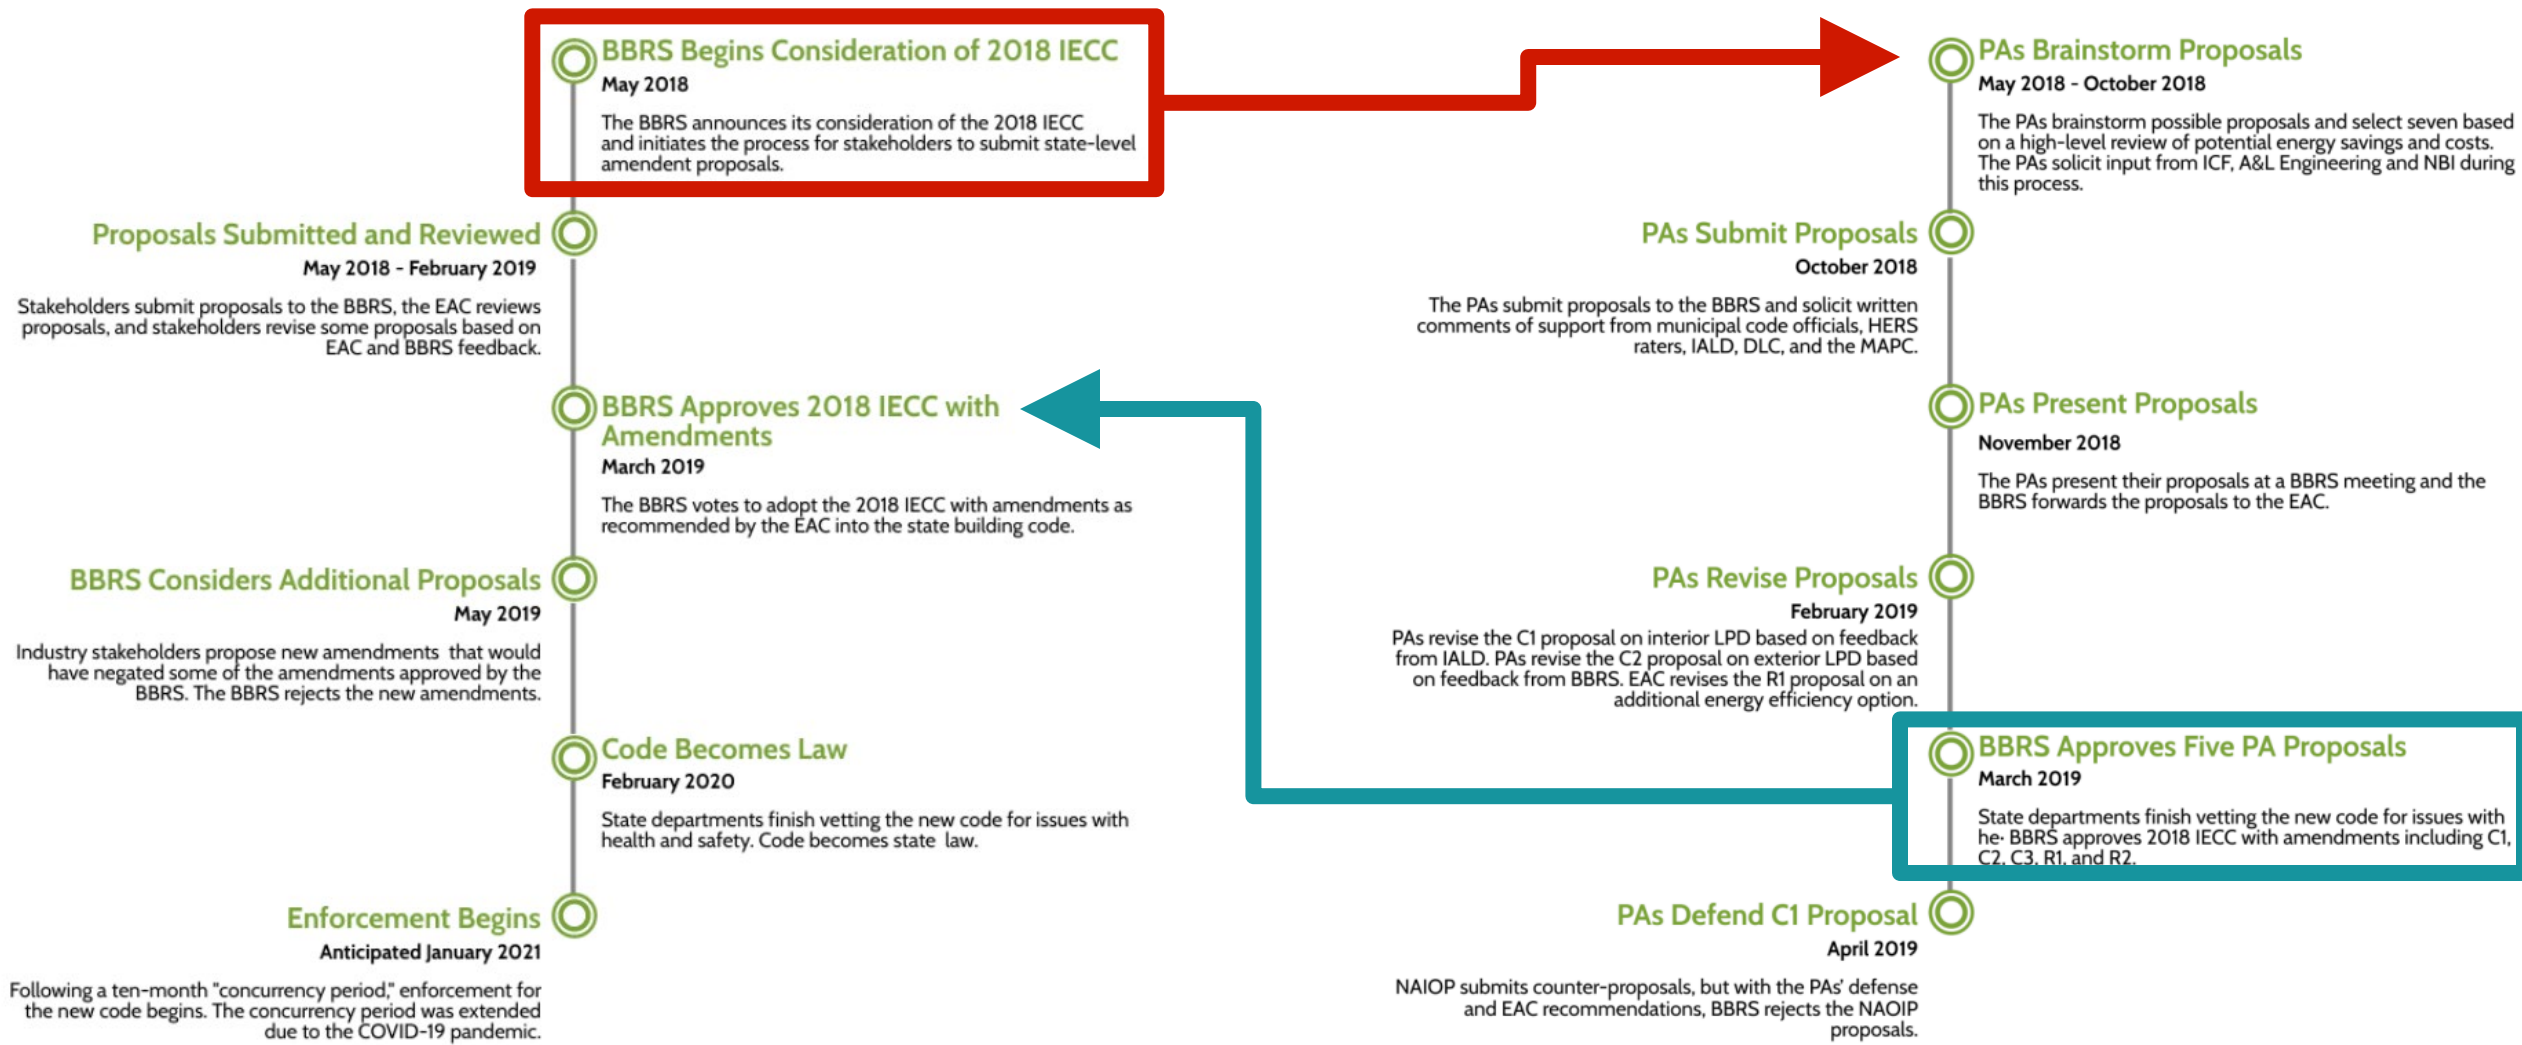 BBRS Begins Consideration of 2018 IECC
May 2018
The BBRS announces its consideration of the 2018 IECC
and initiates the process for stakeholders to submit state-level
amendent proposals.
Proposals Submitted and Reviewed
May 2018 - February 2019
Stakeholders submit proposals to the BBRS, the EAC reviews
proposals, and stakeholders revise some proposals based on
EAC and BBRS feedback.
BBRS Approves 2018 IECC with
Amendments
March 2019
The BBRS votes to adopt the 2018 IECC with amendments as
recommended by the EAC into the state building code.
BBRS Considers Additional Proposals
May 2019
Industry stakeholders propose new amendments that would
have negated some of the amendments approved by the
BBRS. The BBRS rejects the new amendments.
Code Becomes Law
February 2020
State departments finish vetting the new code for issues with
health and safety. Code becomes state law.
Enforcement Begins
Anticipated January 2021
Following a ten-month "concurrency period," enforcement for
the new code begins. The concurrency period was extended
due to the COVID-19 pandemic.
PAs Brainstorm Proposals
May 2018 - October 2018
The PAs brainstorm possible proposals and select seven based
on a high-level review of potential energy savings and costs.
The PAs solicit input from ICF, A&L Engineering and NBI during
this process.
PAs Submit Proposals
October 2018
The PAs submit proposals to the BBRS and solicit written
comments of support from municipal code officials, HERS
raters, IALD, DLC, and the MAPC.
PAs Present Proposals
November 2018
The PAs present their proposals at a BBRS meeting and the
BBRS forwards the proposals to the EAC.
PAs Revise Proposals
February 2019
PAs revise the C1 proposal on interior LPD based on feedback
from IALD. PAs revise the C2 proposal on exterior LPD based
on feedback from BBRS. EAC revises the R1 proposal on an
additional energy efficiency option.
BBRS Approves Five PA Proposals
March 2019
State departments finish vetting the new code for issues with
he· BBRS approves 2018 IECC with amendments including C1,
C2, C3, R1, and R2.
PAs Defend C1 Proposal
April 2019
NAIOP submits counter-proposals, but with the PAs' defense
and EAC recommendations, BBRS rejects the NAOIP
proposals.